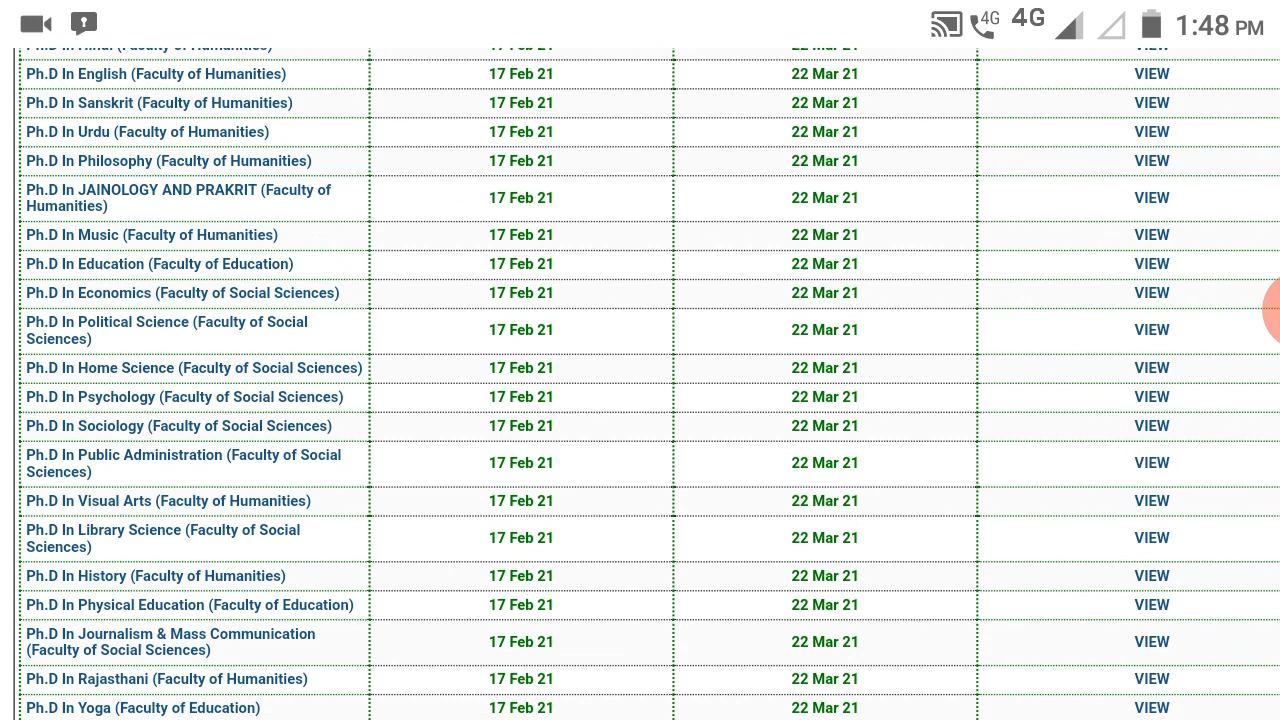 4G 4G 1:48 PM
Ph.D In English (Faculty of Humanities) 17 Feb 21 22 Mar 21 VIEW
Ph.D In Sanskrit (Faculty of Humanities) 17 Feb 21 22 Mar 21 VIEW
Ph.D In Urdu (Faculty of Humanities) 17 Feb 21 22 Mar 21 VIEW
Ph.D In Philosophy (Faculty of Humanities) 17 Feb 21 22 Mar 21 VIEW
Ph.D In JAINOLOGY AND PRAKRIT (Faculty of
Humanities) 17 Feb 21 22 Mar 21 VIEW
Ph.D In Music (Faculty of Humanities) 17 Feb 21 22 Mar 21 VIEW
Ph.D In Education (Faculty of Education) 17 Feb 21 22 Mar 21 VIEW
Ph.D In Economics (Faculty of Social Sciences) 17 Feb 21 22 Mar 21 VIEW
Ph.D In Political Science (Faculty of Social
Sciences) 17 Feb 21 22 Mar 21 VIEW
Ph.D In Home Science (Faculty of Social Sciences) 17 Feb 21 22 Mar 21 VIEW
Ph.D In Psychology (Faculty of Social Sciences) 17 Feb 21 22 Mar 21 VIEW
Ph.D In Sociology (Faculty of Social Sciences) 17 Feb 21 22 Mar 21 VIEW
Ph.D In Public Administration (Faculty of Social
Sciences) 17 Feb 21 22 Mar 21 VIEW
Ph.D In Visual Arts (Faculty of Humanities) 17 Feb 21 22 Mar 21 VIEW
Ph.D In Library Science (Faculty of Social
Sciences) 17 Feb 21 22 Mar 21 VIEW
Ph.D In History (Faculty of Humanities) 17 Feb 21 22 Mar 21 VIEW
Ph.D In Physical Education (Faculty of Education) 17 Feb 21 22 Mar 21 VIEW
Ph.D In Journalism & Mass Communication
(Faculty of Social Sciences) 17 Feb 21 22 Mar 21 VIEW
Ph.D In Rajasthani (Faculty of Humanities) 17 Feb 21 22 Mar 21 VIEW
Ph.D In Yoga (Faculty of Education) 17 Feb 21 22 Mar 21 VIEW